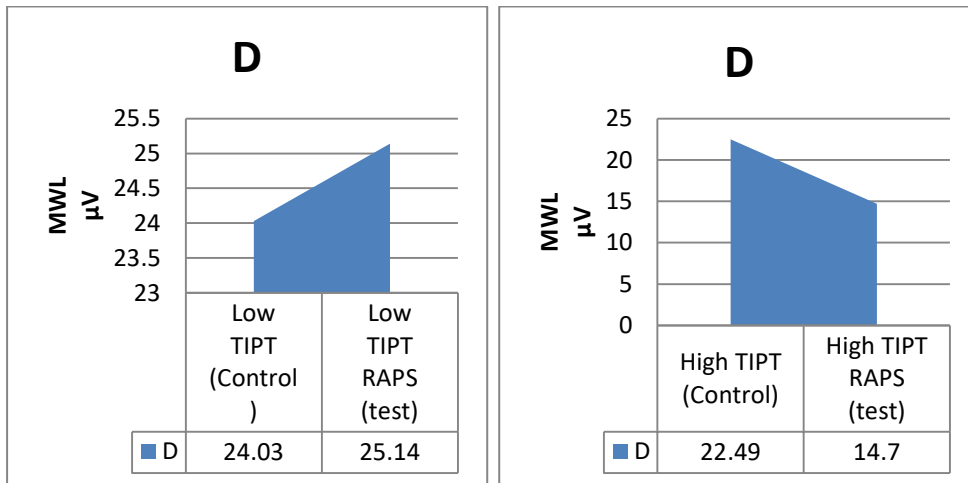 D
25.5
25
24.5
24
23.5
23
MWL
µV
Low
TIPT
(Control
)
Low
TIPT
RAPS
(test)
D 24.03 25.14
D
25
20
15
10
5
0
MWL
µV
High TIPT
(Control)
High TIPT
RAPS
(test)
D 22.49 14.7